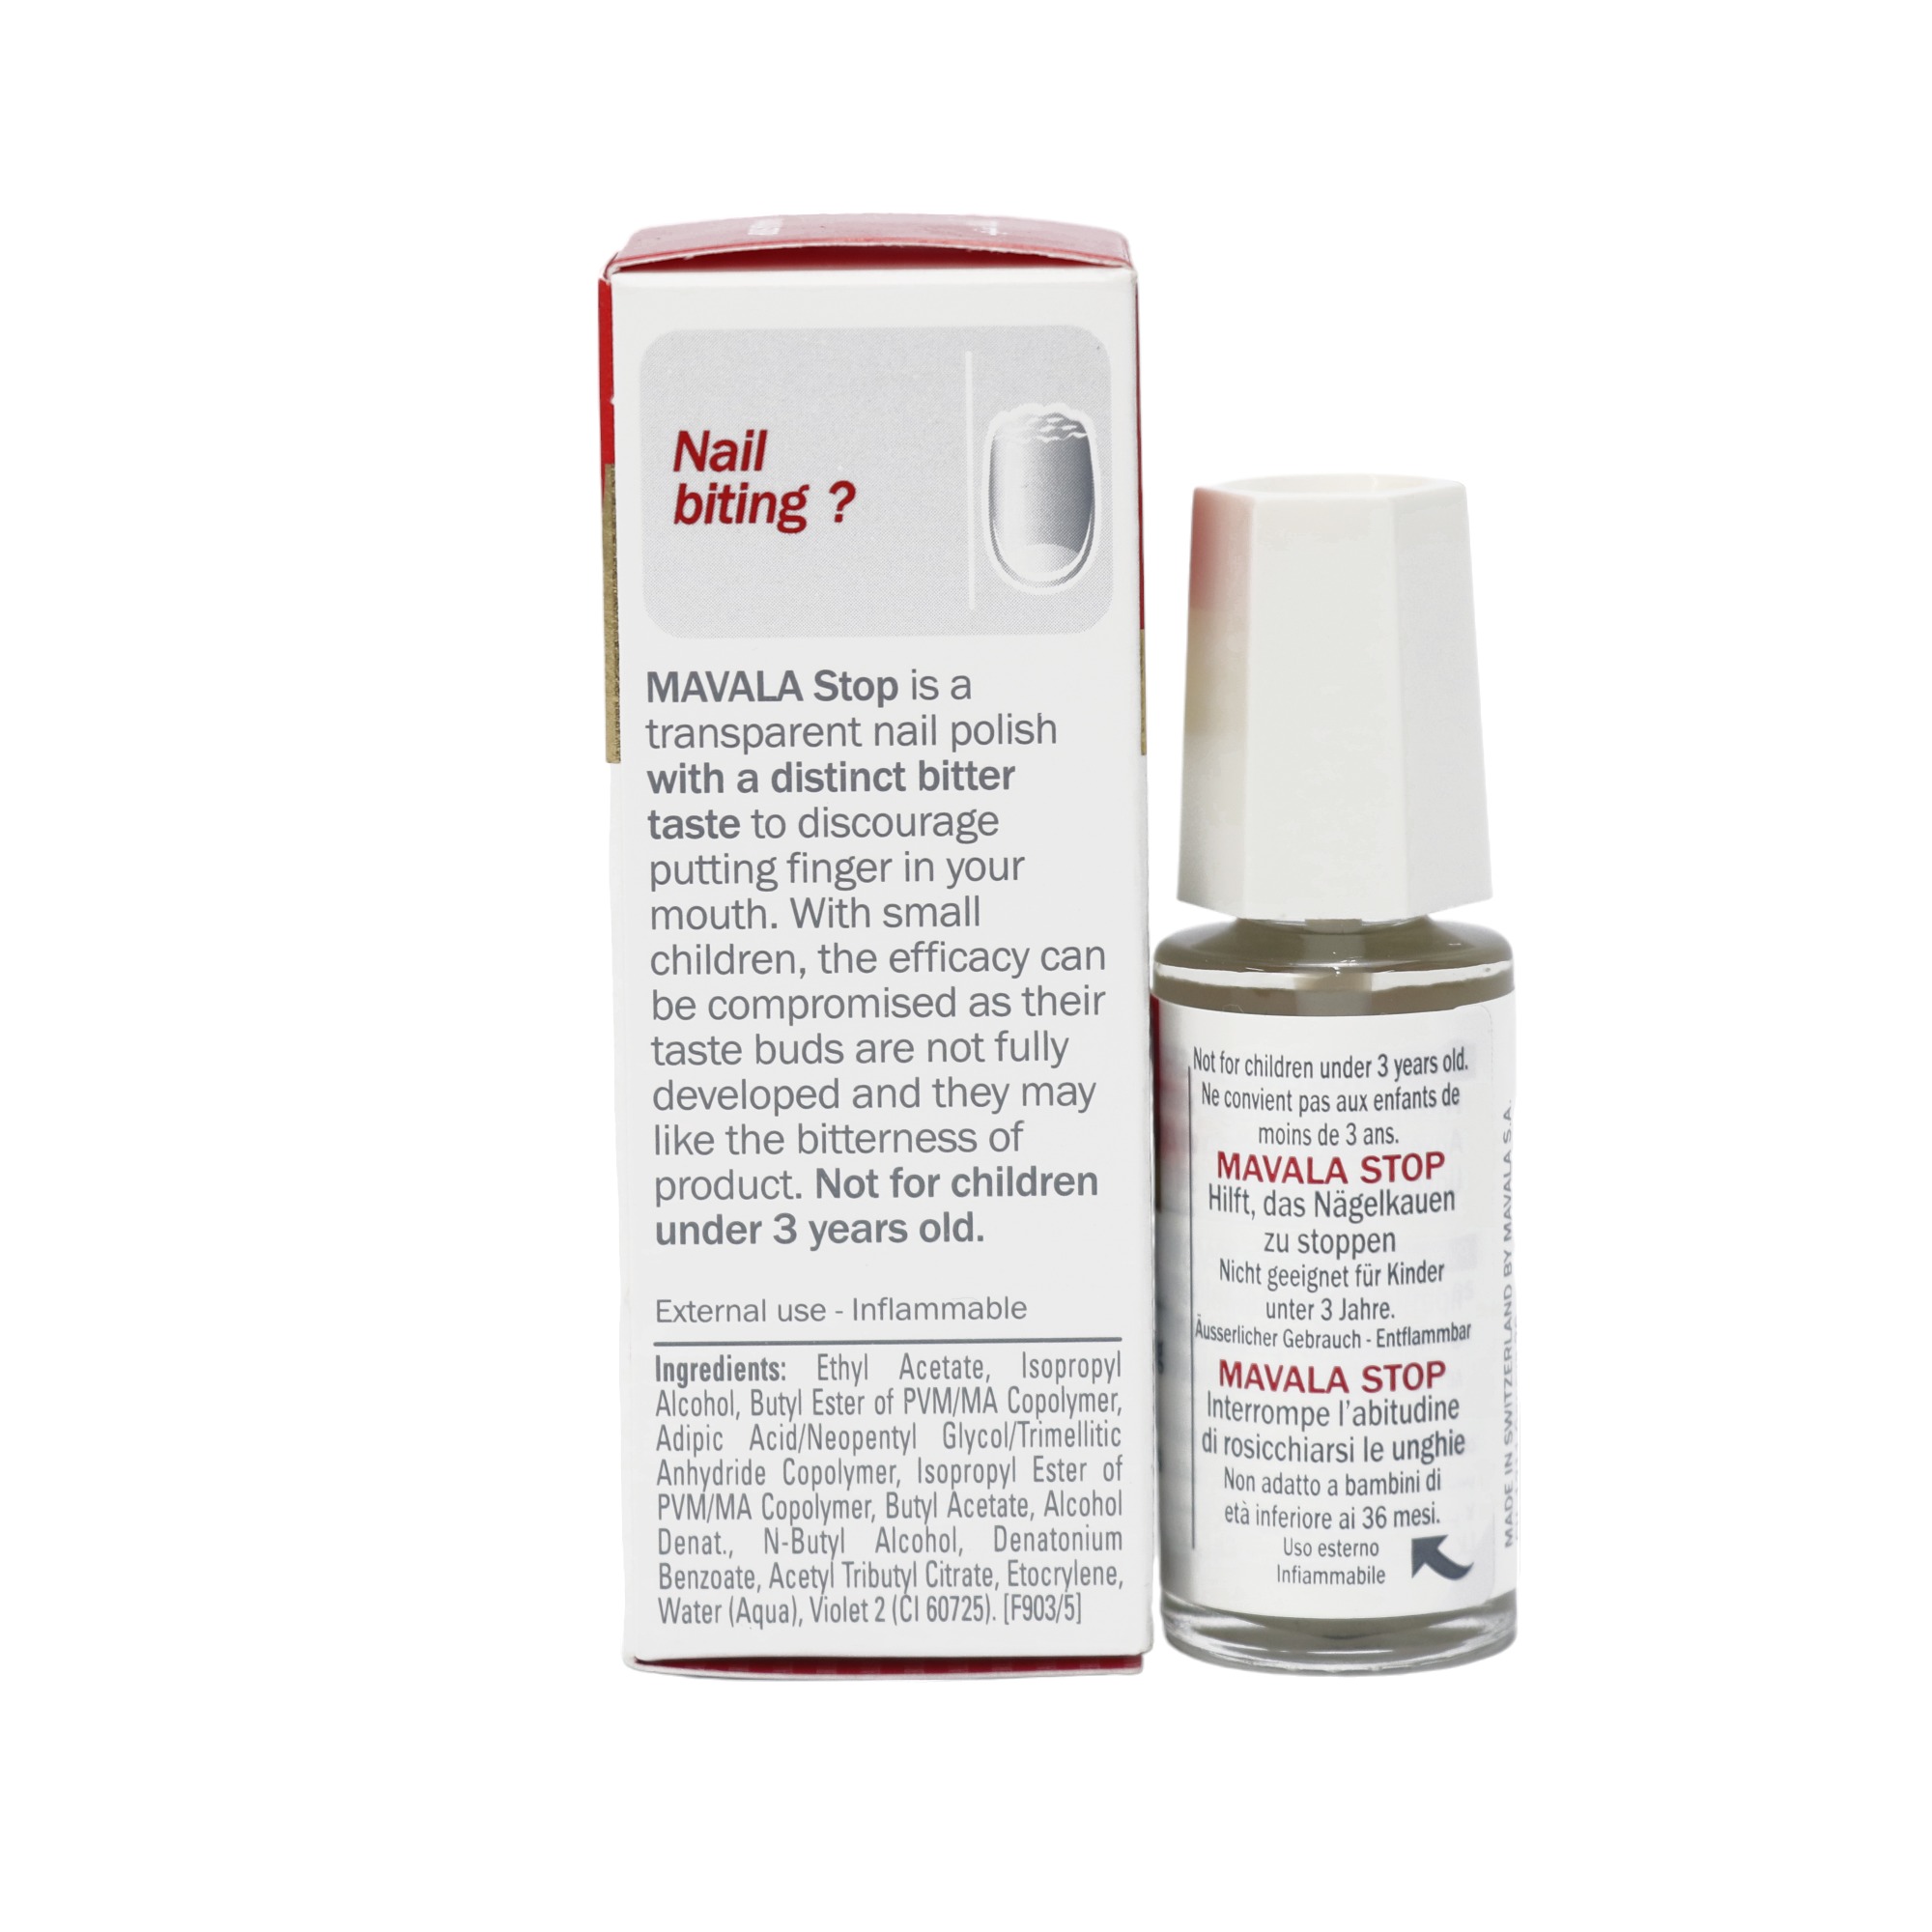 Nail
biting ?
MAVALA Stop is a
transparent nail polish
with a distinct bitter
taste to discourage
putting finger in your
mouth. With small
children, the efficacy can
be compromised as their
taste buds are not fully
developed and they may
like the bitterness of
product. Not for children
under 3 years old.
External use - Inflammable
Ingredients: Ethyl Acetate, Isopropyl
Alcohol, Butyl Ester of PVM/MA Copolymer,
Adipic Acid/Neopentyl Glycol/Trimellitic
Anhydride Copolymer, Isopropyl Ester of
PVM/MA Copolymer, Butyl Acetate, Alcohol
Denat., N-Butyl Alcohol, Denatonium
Benzoate, Acetyl Tributyl Citrate, Etocrylene,
Water (Aqua), Violet 2 (CI 60725). [F903/5]
Not for children under 3 years old.
Ne convient pas aux enfants de
moins de 3 ans.
MAVALA STOP
Hilft, das Nägelkauen
zu stoppen
Nicht geeignet für Kinder
unter 3 Jahre.
Äusserlicher Gebrauch - Entflammbar
MAVALA STOP
Interrompe l'abitudine
di rosicchiarsi le unghie
Non adatto a bambini di
età inferiore ai 36 mesi.
Uso esterno
Infiammabile
MADE IN SWITZERLAND BY MAVALA S.A.